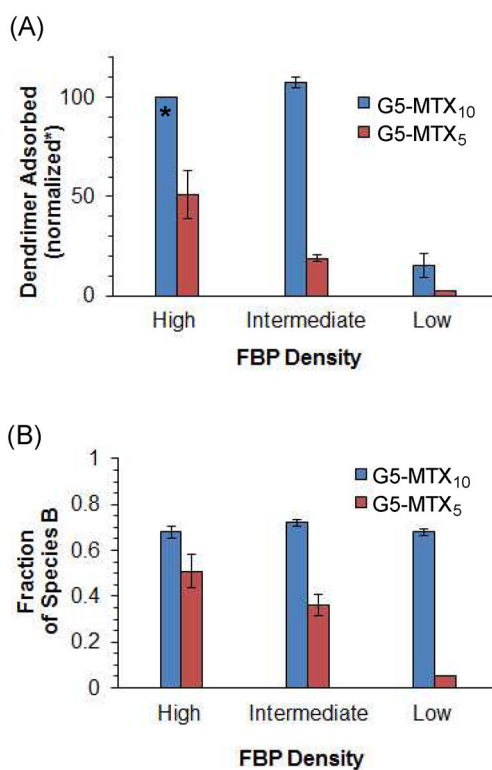 (A)
Dendrimer Adsorbed
(normalized*)
100
50
0
*
G5-MTX10
G5-MTX5
High Intermediate Low
FBP Density
(B)
Fraction
of Species B
1
0.8
0.6
0.4
0.2
0
G5-MTX10
G5-MTX5
High Intermediate Low
FBP Density